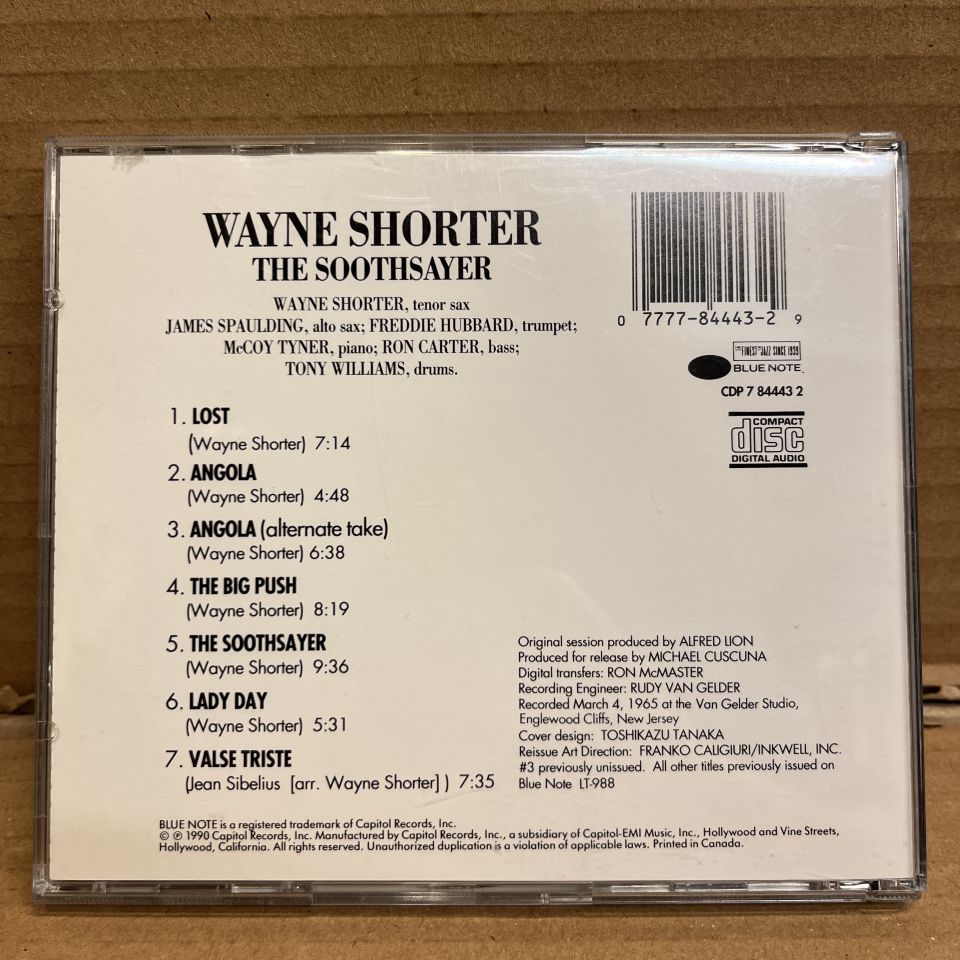 WAYNE SHORTER
THE SOOTHSAYER
WAYNE SHORTER, tenor sax
JAMES SPAULDING, alto sax; FREDDIE HUBBARD, trumpet;
McCOY TYNER, piano; RON CARTER, bass;
TONY WILLIAMS, drums.
0 7777-84443-2 9
THE FINEST IN JAZZ SINCE 1939
BLUE NOTE.
CDP 7 84443 2
COMPACT
disc
DIGITAL AUDIO
1. LOST
(Wayne Shorter) 7:14
2. ANGOLA
(Wayne Shorter) 4:48
3. ANGOLA (alternate take)
(Wayne Shorter) 6:38
4. THE BIG PUSH
(Wayne Shorter) 8:19
5. THE SOOTHSAYER
(Wayne Shorter) 9:36
6. LADY DAY
(Wayne Shorter) 5:31
7. VALSE TRISTE
(Jean Sibelius [arr. Wayne Shorter] ) 7:35
Original session produced by ALFRED LION
Produced for release by MICHAEL CUSCUNA
Digital transfers: RON McMASTER
Recording Engineer: RUDY VAN GELDER
Recorded March 4, 1965 at the Van Gelder Studio,
Englewood Cliffs, New Jersey
Cover design: TOSHIKAZU TANAKA
Reissue Art Direction: FRANKO CALIGIURI/INKWELL, INC.
#3 previously unissued. All other titles previously issued on
Blue Note LT-988
BLUE NOTE is a registered trademark of Capitol Records, Inc.
© ℗ 1990 Capitol Records, Inc. Manufactured by Capitol Records, Inc., a subsidiary of Capitol-EMI Music, Inc., Hollywood and Vine Streets,
Hollywood, California. All rights reserved. Unauthorized duplication is a violation of applicable laws. Printed in Canada.